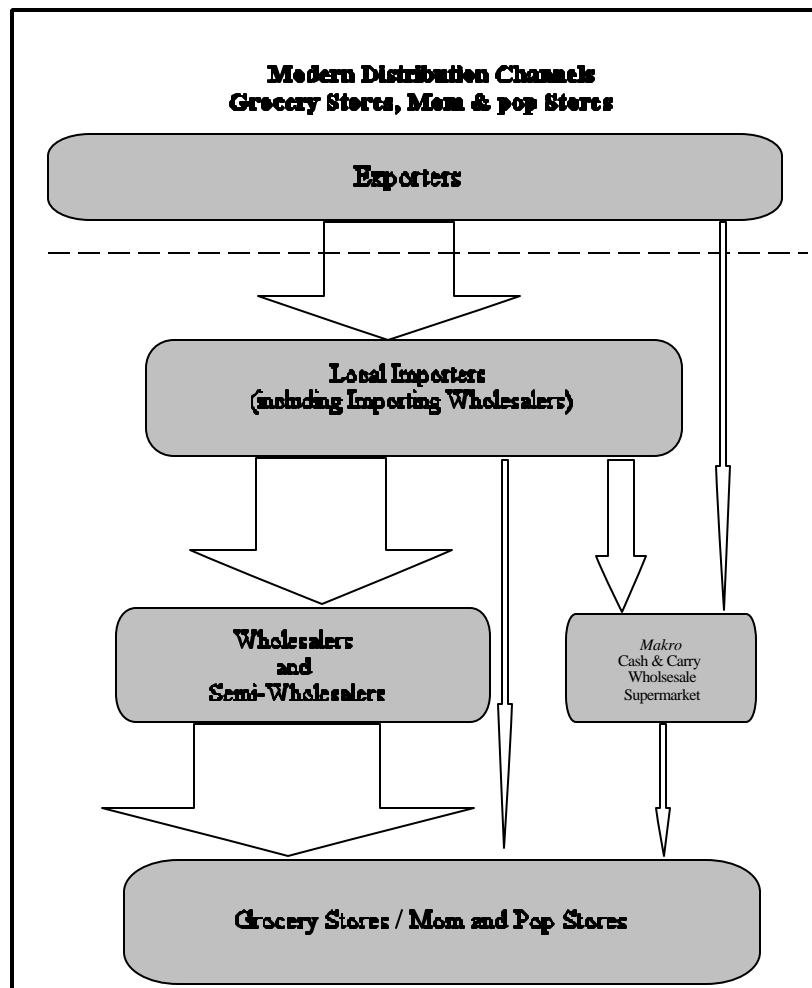 Modern Distribution Channels
Grocery Stores, Mom & pop Stores
Exporters
Local Importers
(including Importing Wholesalers)
Wholesalers
and
Semi-Wholesalers
Makro
Cash & Carry
Wholsesale
Supermarket
Grocery Stores / Mom and Pop Stores